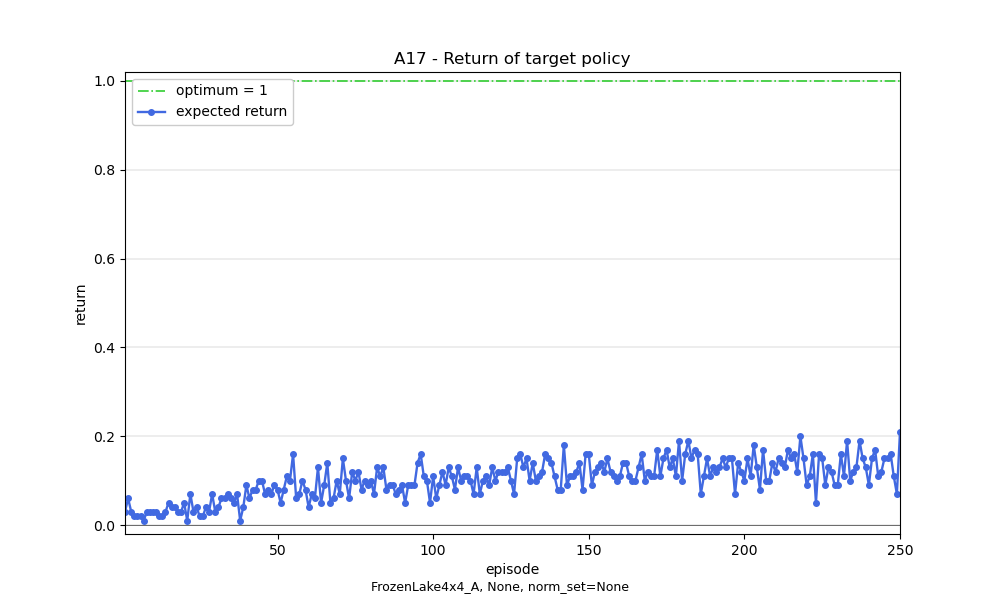 A17 - Return of target policy
optimum = 1
expected return
1.0
0.8
0.6
0.4
0.2
0.0
return
50
100
150
200
250
episode
FrozenLake4x4_A, None, norm_set=None